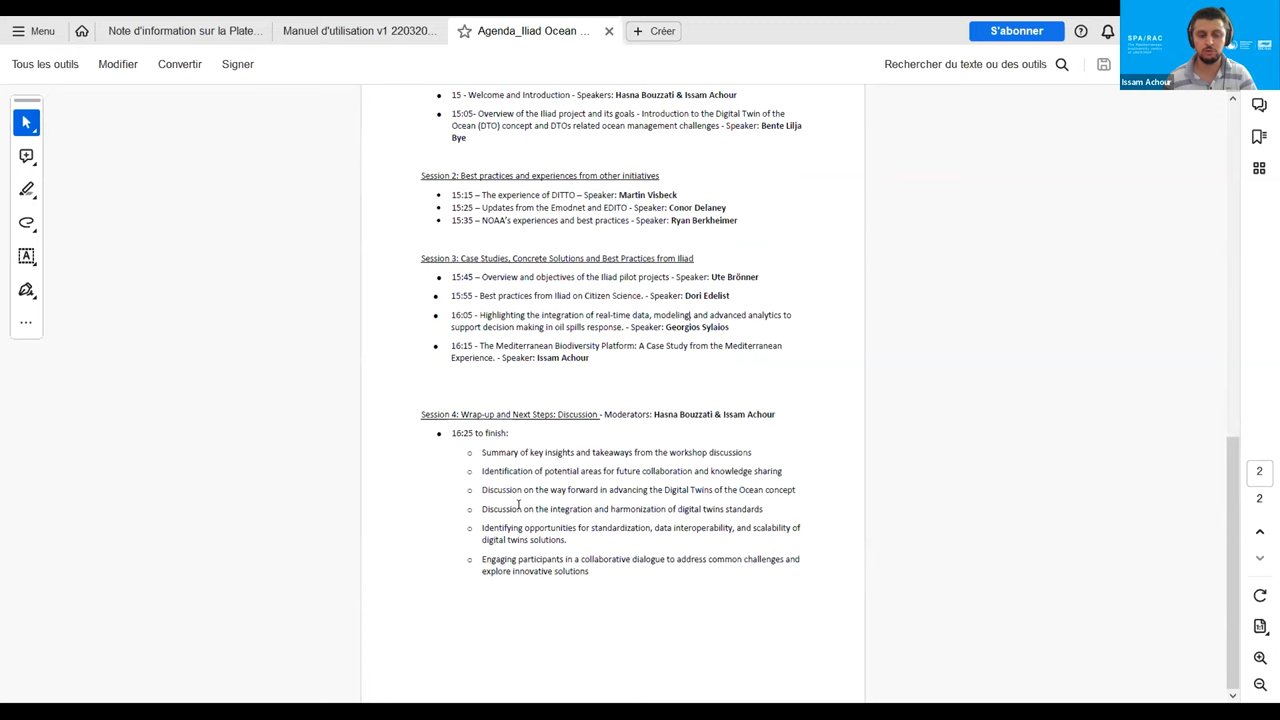 Menu
Note d'information sur la Plate...
Manuel d'utilisation v1 220320...
Agenda_Iliad Ocean ...
Créer
S'abonner
Tous les outils
Modifier
Convertir
Signer
Rechercher du texte ou des outils
SPA/RAC
Issam Achour
• 15 - Welcome and Introduction - Speakers: Hasna Bouzzati & Issam Achour
• 15:05- Overview of the Iliad project and its goals - Introduction to the Digital Twin of the
Ocean (DTO) concept and DTOs related ocean management challenges - Speaker: Bente Lilja
Bye
Session 2: Best practices and experiences from other initiatives
• 15:15 – The experience of DITTO – Speaker: Martin Visbeck
• 15:25 – Updates from the Emodnet and EDITO - Speaker: Conor Delaney
• 15:35 – NOAA's experiences and best practices - Speaker: Ryan Berkheimer
Session 3: Case Studies, Concrete Solutions and Best Practices from Iliad
• 15:45 – Overview and objectives of the Iliad pilot projects - Speaker: Ute Brönner
• 15:55 - Best practices from Iliad on Citizen Science. - Speaker: Dori Edelist
• 16:05 - Highlighting the integration of real-time data, modeling, and advanced analytics to
support decision making in oil spills response. - Speaker: Georgios Sylaios
• 16:15 - The Mediterranean Biodiversity Platform: A Case Study from the Mediterranean
Experience. - Speaker: Issam Achour
Session 4: Wrap-up and Next Steps: Discussion - Moderators: Hasna Bouzzati & Issam Achour
• 16:25 to finish:
o Summary of key insights and takeaways from the workshop discussions
o Identification of potential areas for future collaboration and knowledge sharing
o Discussion on the way forward in advancing the Digital Twins of the Ocean concept
o Discussion on the integration and harmonization of digital twins standards
o Identifying opportunities for standardization, data interoperability, and scalability of
digital twins solutions.
o Engaging participants in a collaborative dialogue to address common challenges and
explore innovative solutions
2
2